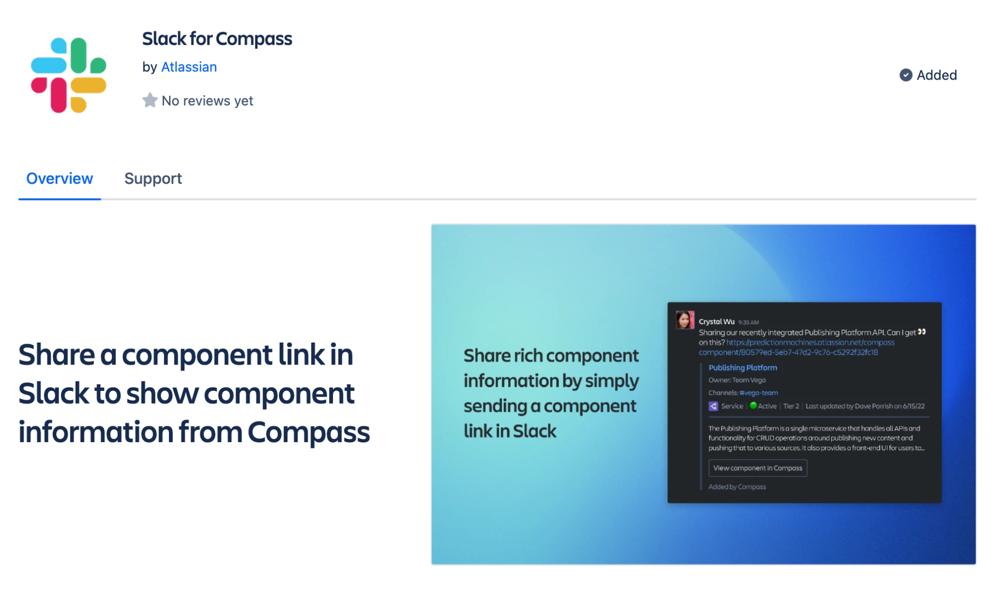 Slack for Compass
by Atlassian
No reviews yet
Added
Overview
Support
Share a component link in
Slack to show component
information from Compass
Share rich component
information by simply
sending a component
link in Slack
Crystal Wu 9:35 AM
Sharing our recently integrated Publishing Platform API. Can I get 👀
on this? https://predictionmachines.atlassian.net/compass
component/80579ed-5eb7-47d2-9c76-c5292f32fc18
Publishing Platform
Owner: Team Vega
Channels: #vega-team
Service | Active | Tier 2 | Last updated by Dave Parrish on 6/15/22
The Publishing Platform is a single microservice that handles all APIs and
functionality for CRUD operations around publishing new content and
pushing that to various sources. It also provides a front-end UI for users to...
View component in Compass
Added by Compass